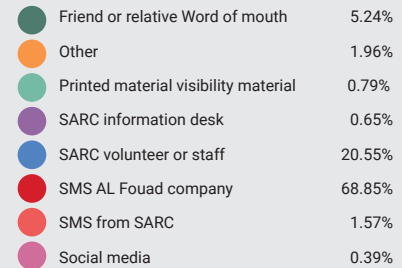 Friend or relative Word of mouth 5.24%
Other 1.96%
Printed material visibility material 0.79%
SARC information desk 0.65%
SARC volunteer or staff 20.55%
SMS AL Fouad company 68.85%
SMS from SARC 1.57%
Social media 0.39%